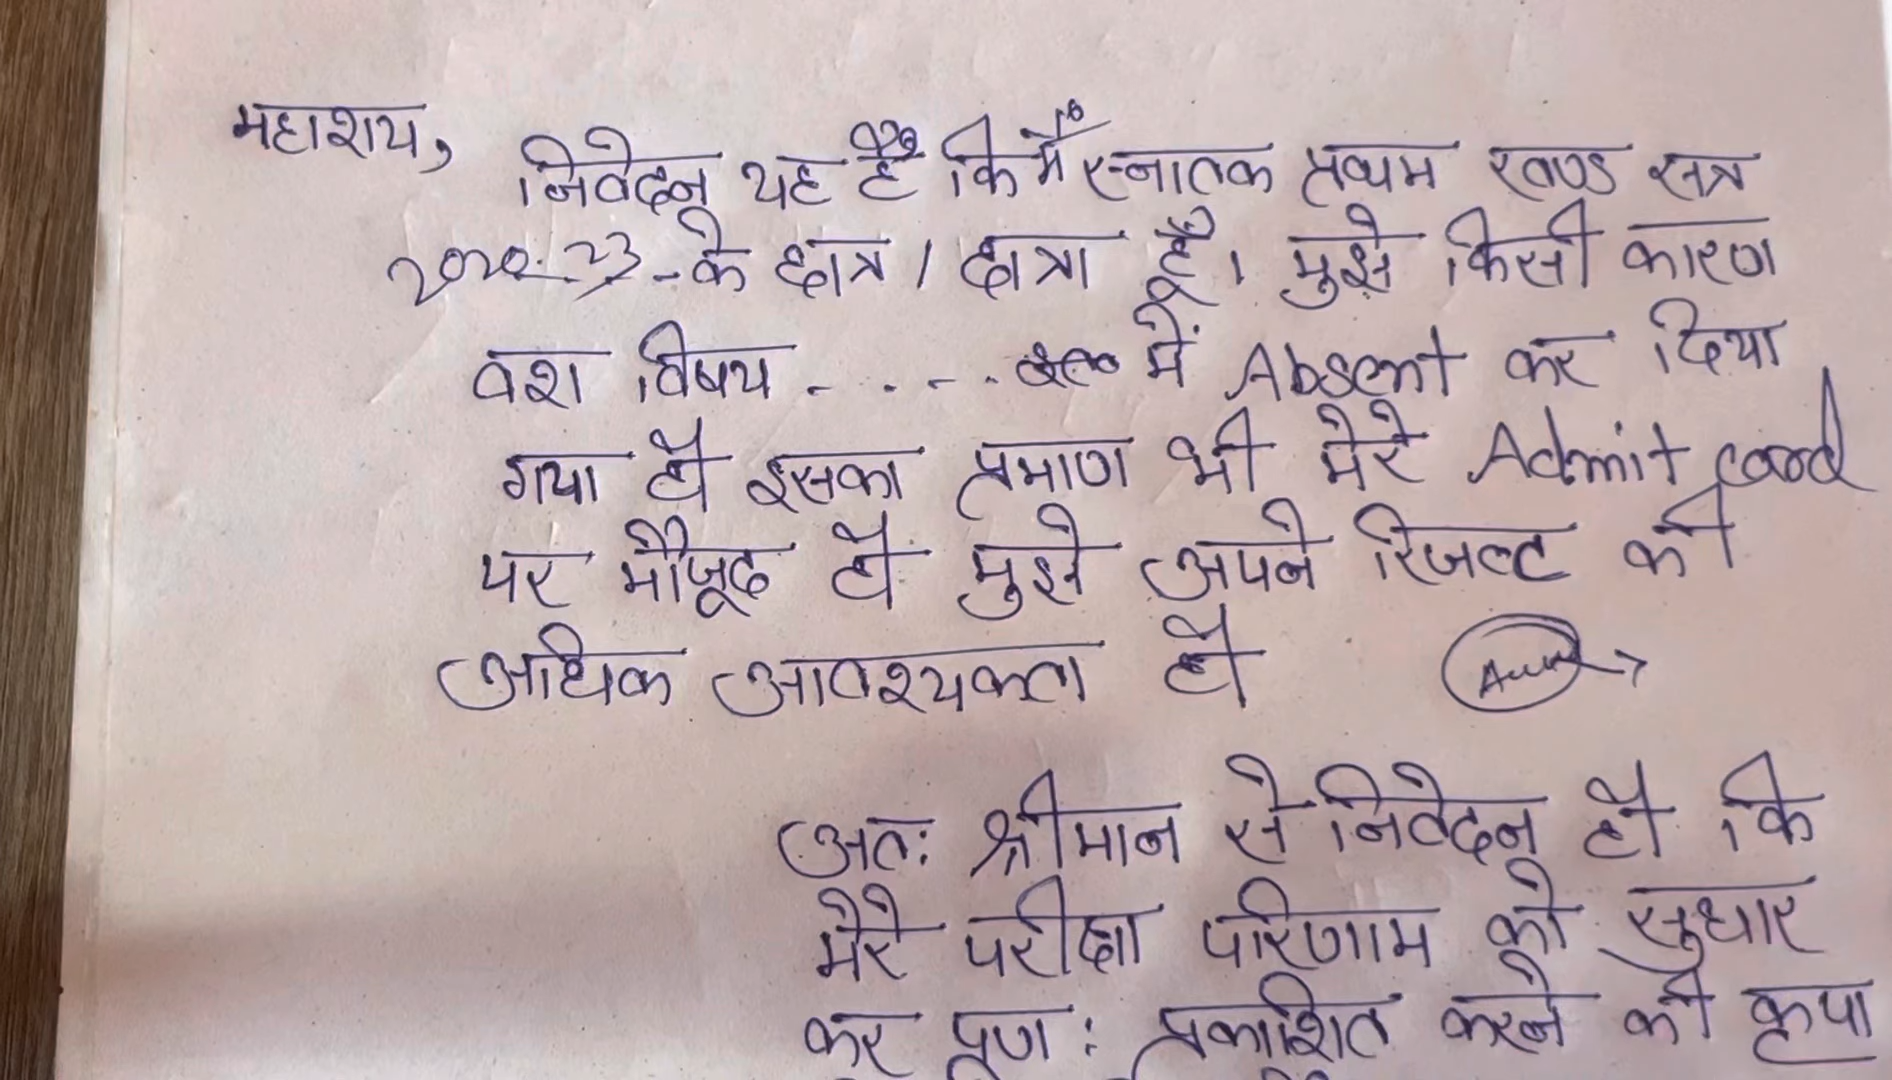 महाशय,
निवेदन यह है कि मैं स्नातक प्रथम खण्ड सत्र
2020-23 के छात्र / छात्रा हूँ। मुझे किसी कारण
वश विषय - . . - - . में Absent कर दिया
गया है इसका प्रमाण भी मेरे Admit card
पर मौजूद है मुझे अपने रिजल्ट की
अधिक आवश्यकता है
अतः श्रीमान से निवेदन है कि
मेरे परीक्षा परिणाम को सुधार
कर पूण : प्रकाशित करने की कृपा